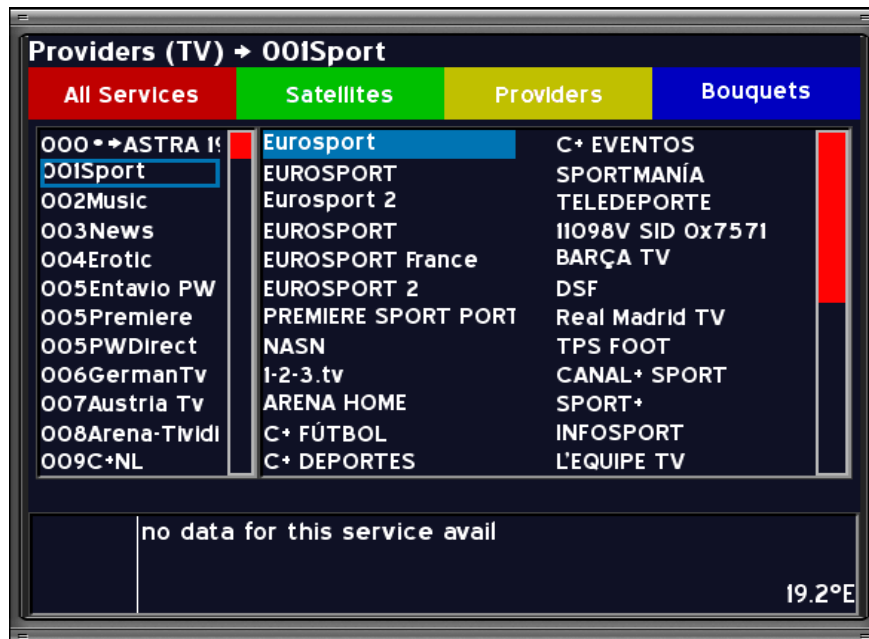 Providers (TV) → 001Sport
All Services
Satellites
Providers
Bouquets
000•→ASTRA 19
001Sport
002Music
003News
004Erotic
005Entavio PW
005Premiere
005PWDirect
006GermanTv
007Austria Tv
008Arena-Tividi
009C+NL
Eurosport
EUROSPORT
Eurosport 2
EUROSPORT
EUROSPORT France
EUROSPORT 2
PREMIERE SPORT PORT
NASN
1-2-3.tv
ARENA HOME
C+ FÚTBOL
C+ DEPORTES
C+ EVENTOS
SPORTMANÍA
TELEDEPORTE
11098V SID 0x7571
BARÇA TV
DSF
Real Madrid TV
TPS FOOT
CANAL+ SPORT
SPORT+
INFOSPORT
L'EQUIPE TV
no data for this service avail
19.2°E